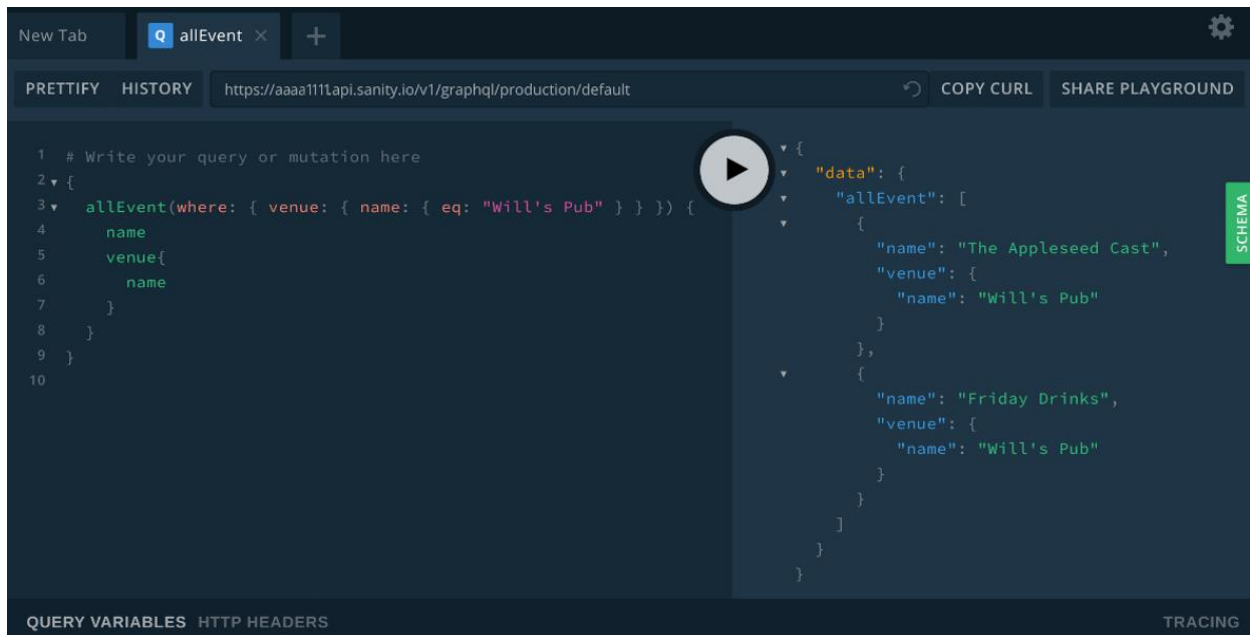 New Tab
Q allEvent ×
PRETTIFY HISTORY https://aaaa1111.api.sanity.io/v1/graphql/production/default COPY CURL SHARE PLAYGROUND
1 # Write your query or mutation here
2 {
3 allEvent(where: { venue: { name: { eq: "Will's Pub" } } }) {
4 name
5 venue{
6 name
7 }
8 }
9 }
10
{
"data": {
"allEvent": [
{
"name": "The Appleseed Cast",
"venue": {
"name": "Will's Pub"
}
},
{
"name": "Friday Drinks",
"venue": {
"name": "Will's Pub"
}
}
]
}
}
SCHEMA
QUERY VARIABLES HTTP HEADERS
TRACING